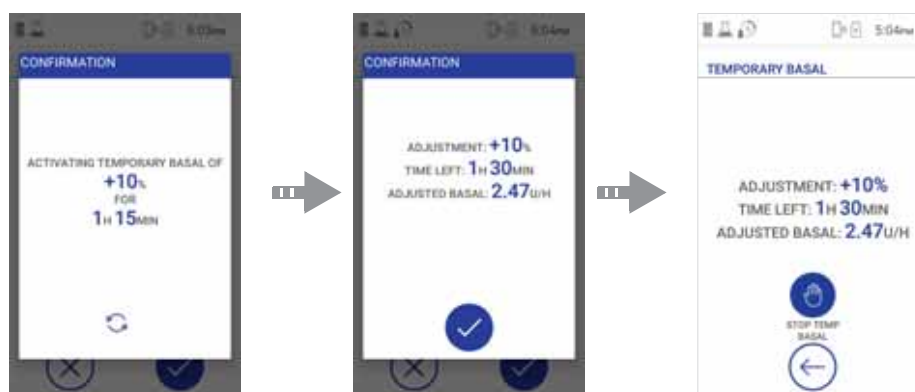 5:03PM
CONFIRMATION
ACTIVATING TEMPORARY BASAL OF
+10%
FOR
1H 15MIN
5:04PM
CONFIRMATION
ADJUSTMENT: +10%
TIME LEFT: 1H 30MIN
ADJUSTED BASAL: 2.47U/H
5:04PM
TEMPORARY BASAL
ADJUSTMENT: +10%
TIME LEFT: 1H 30MIN
ADJUSTED BASAL: 2.47U/H
STOP TEMP
BASAL